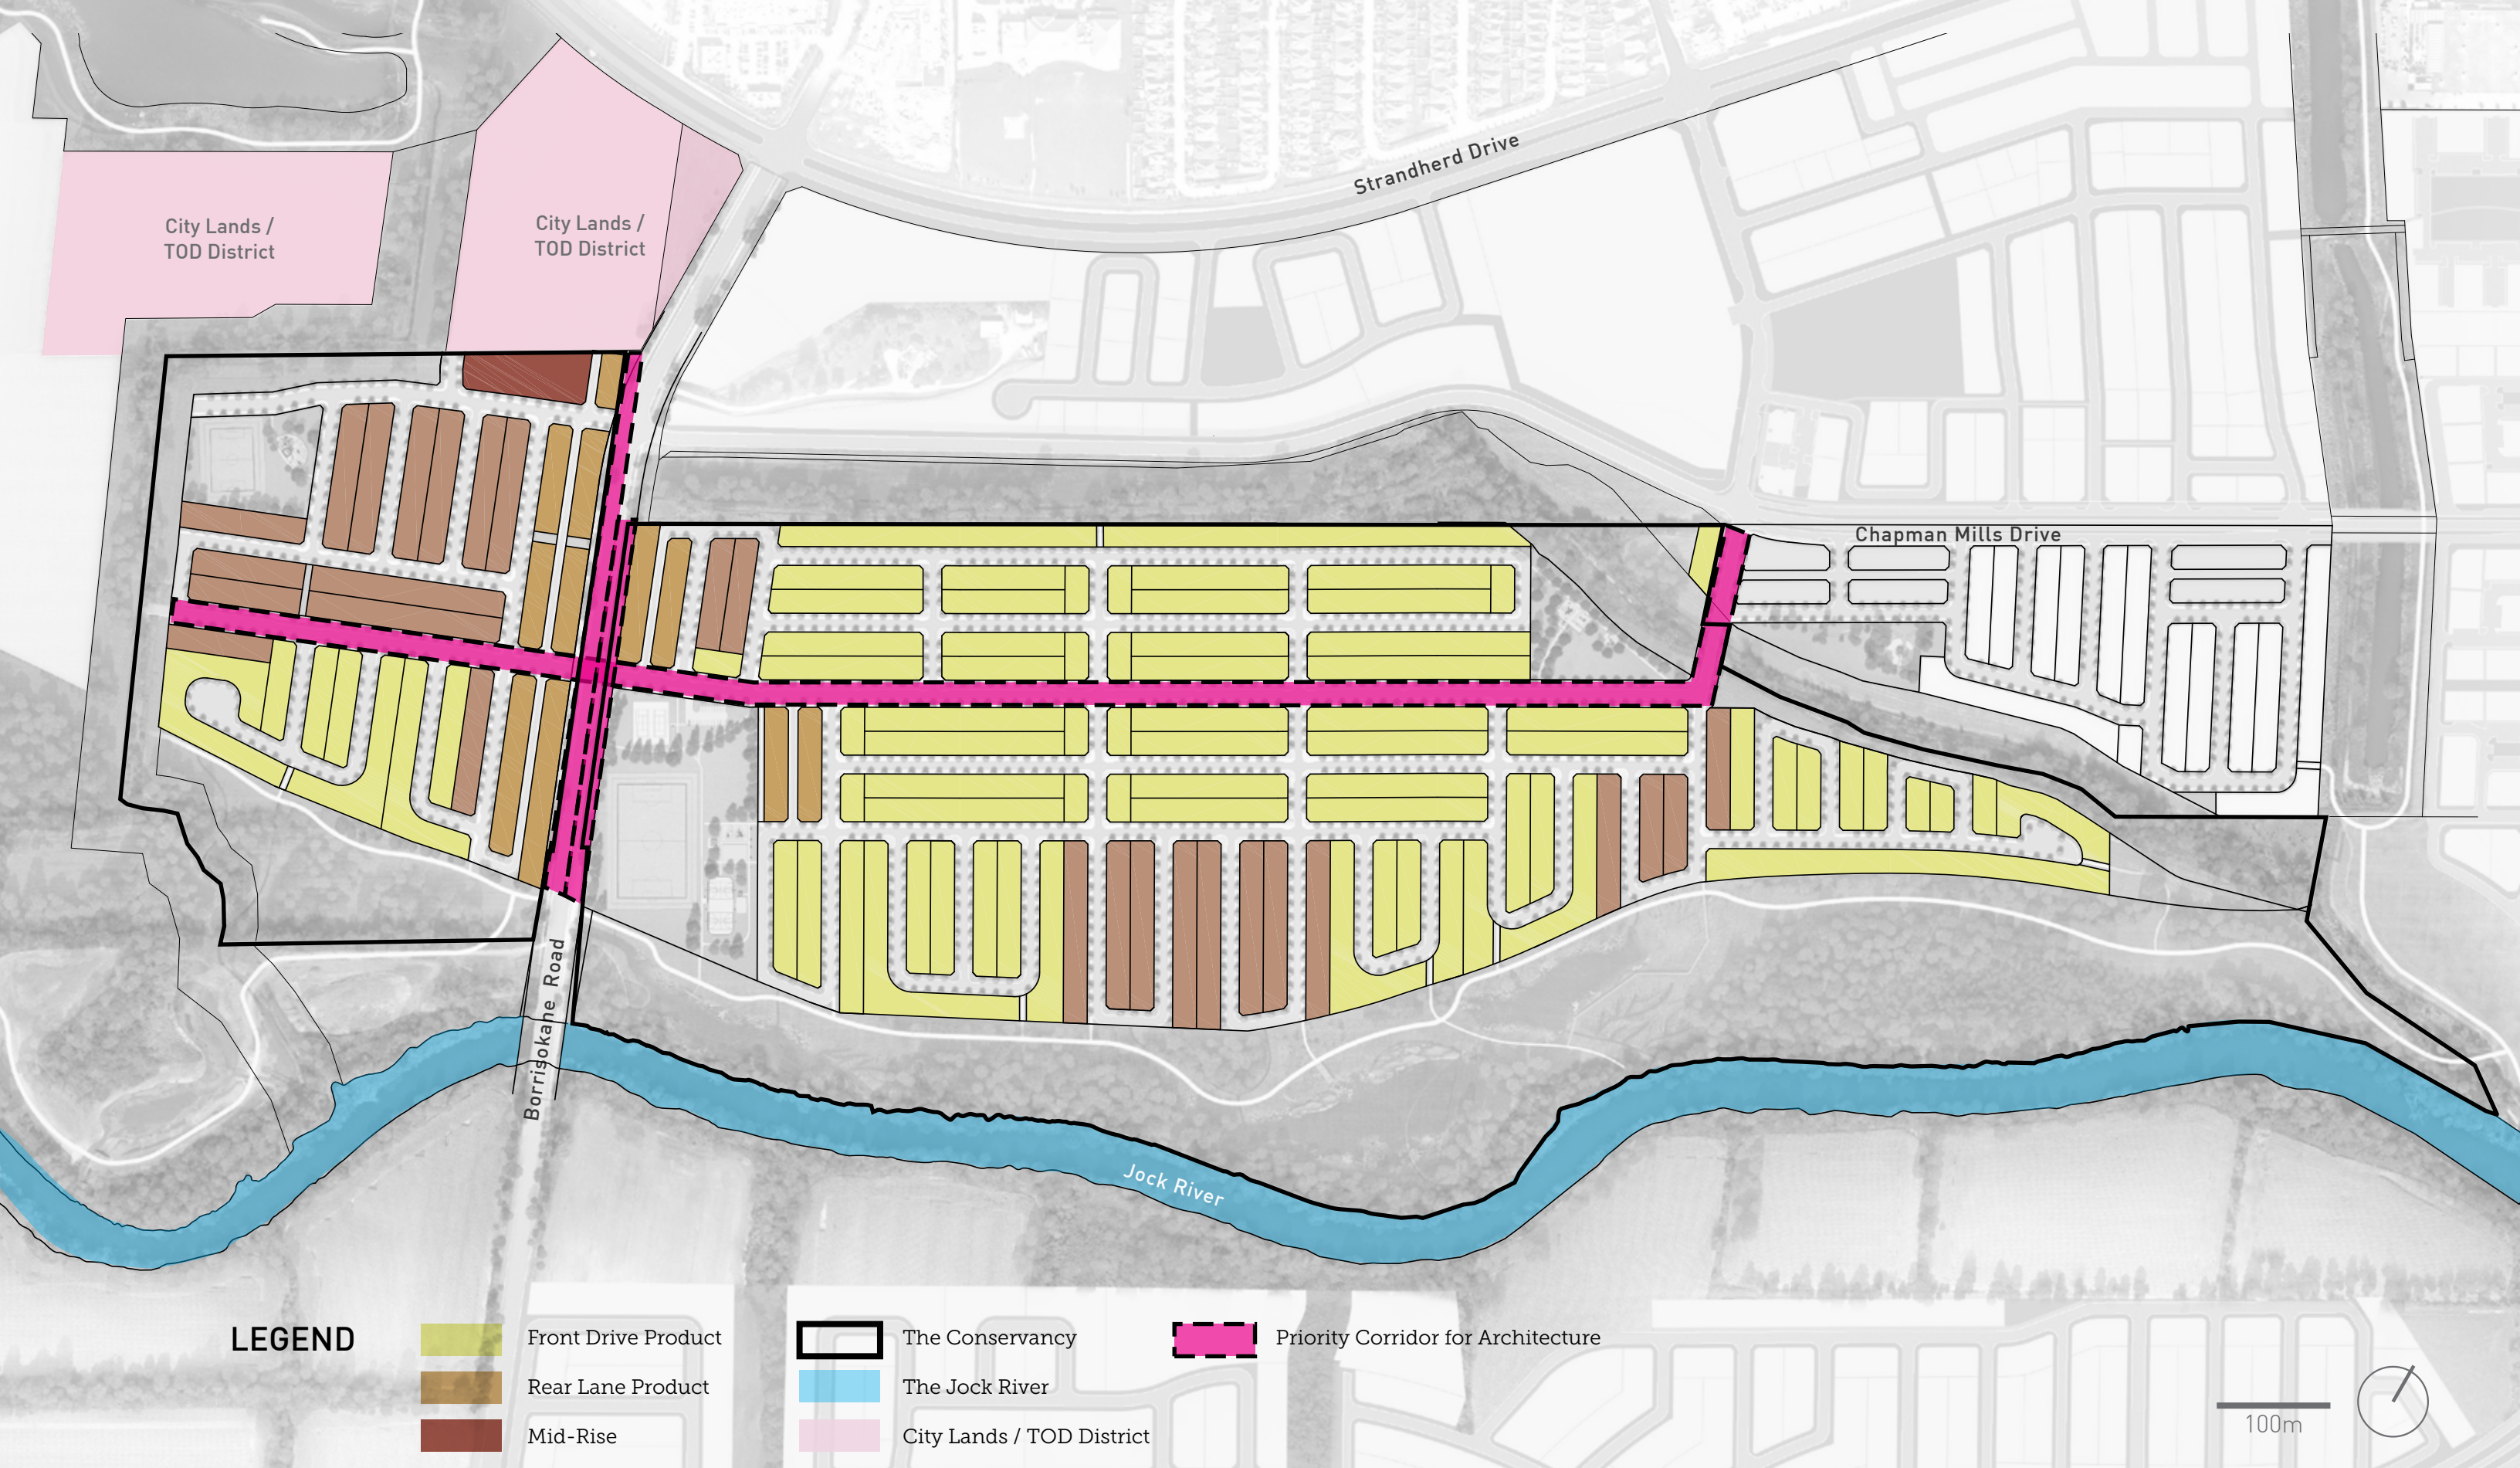 Strandherd Drive
City Lands /
TOD District
City Lands /
TOD District
Chapman Mills Drive
Borrisokane Road
Jock River
LEGEND
Front Drive Product
Rear Lane Product
Mid-Rise
The Conservancy
The Jock River
City Lands / TOD District
Priority Corridor for Architecture
100m